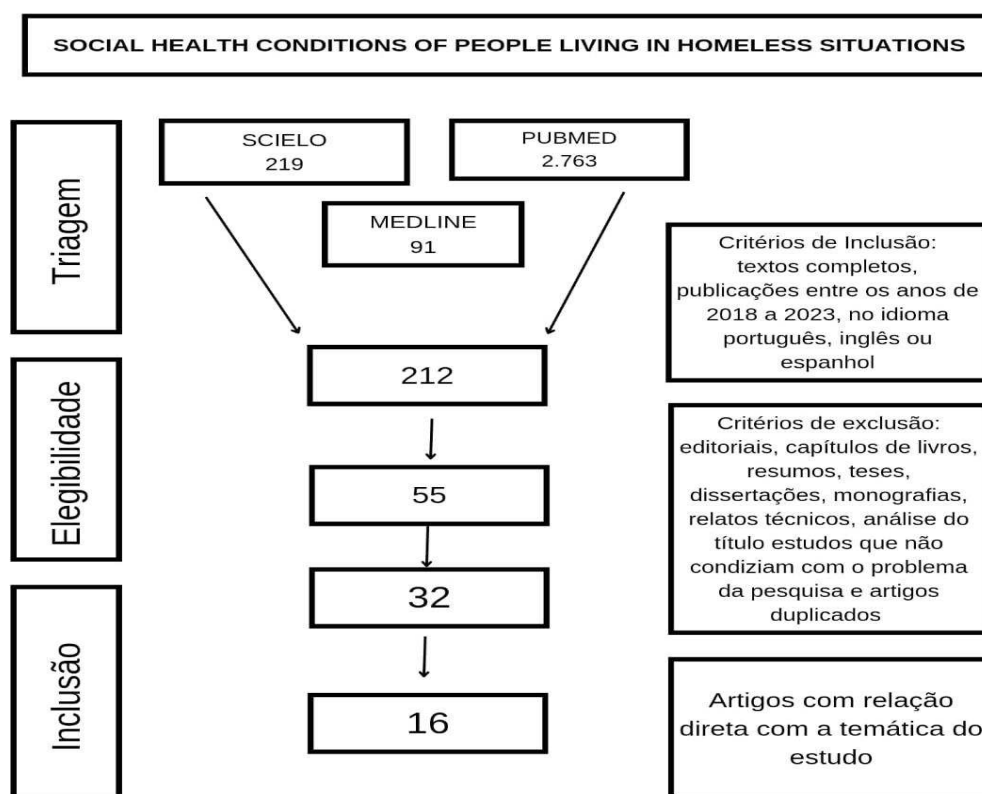 SOCIAL HEALTH CONDITIONS OF PEOPLE LIVING IN HOMELESS SITUATIONS
Triagem
SCIELO
219
PUBMED
2.763
MEDLINE
91
Critérios de Inclusão:
textos completos,
publicações entre os anos de
2018 a 2023, no idioma
português, inglês ou
espanhol
212
Elegibilidade
55
32
Critérios de exclusão:
editoriais, capítulos de livros,
resumos, teses,
dissertações, monografias,
relatos técnicos, análise do
título estudos que não
condiziam com o problema
da pesquisa e artigos
duplicados
Inclusão
16
Artigos com relação
direta com a temática do
estudo